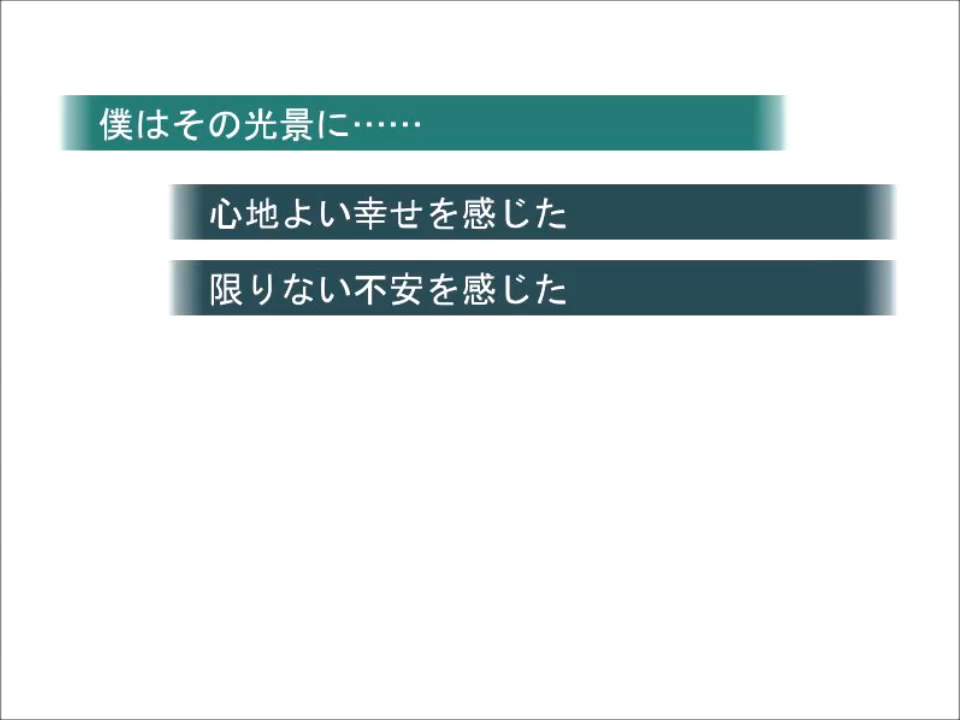 僕はその光景に……
心地よい幸せを感じた
限りない不安を感じた